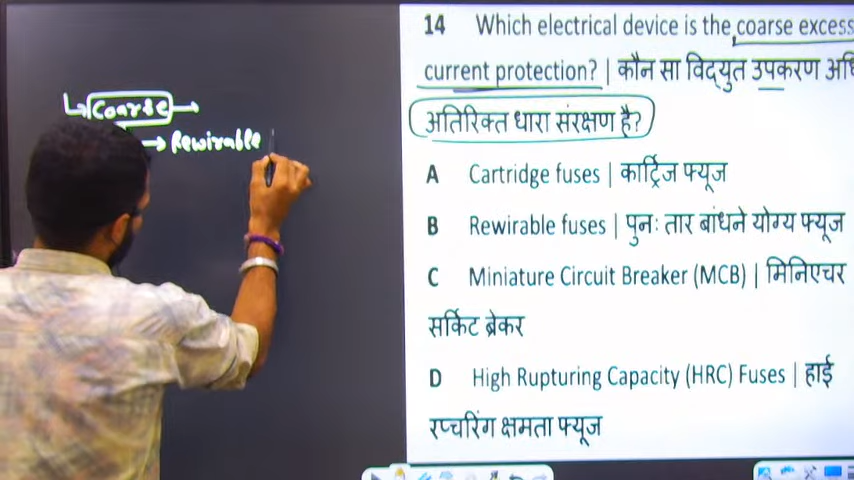 Coarse
Rewirable
14 Which electrical device is the coarse excess
current protection? | कौन सा विद्युत उपकरण
अतिरिक्त धारा संरक्षण है?
A Cartridge fuses | कार्ट्रिज फ्यूज
B Rewirable fuses | पुनः तार बांधने योग्य फ्यूज
C Miniature Circuit Breaker (MCB) | मिनिएचर
सर्किट ब्रेकर
D High Rupturing Capacity (HRC) Fuses | हाई
रप्चरिंग क्षमता फ्यूज